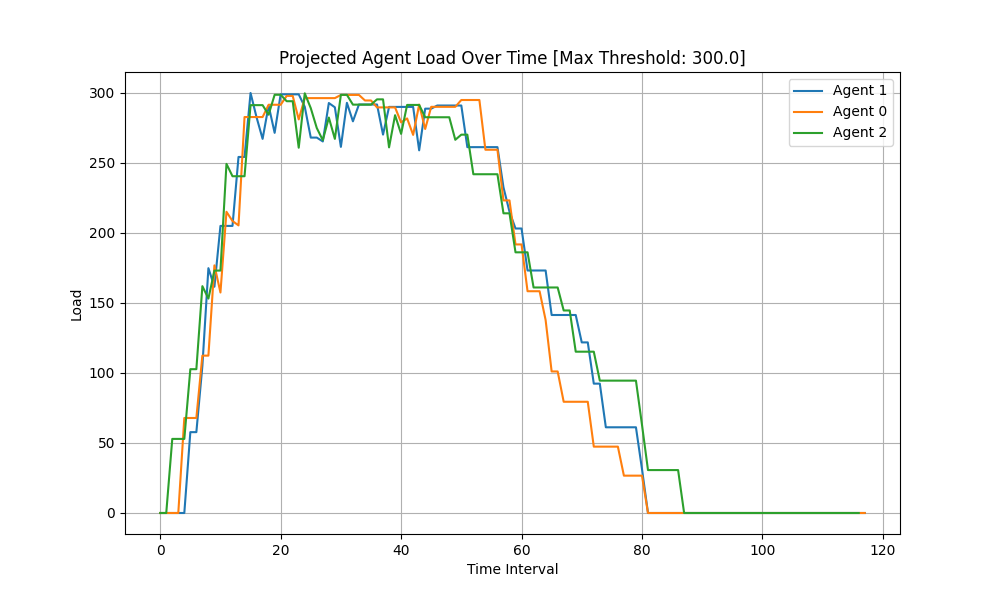 Projected Agent Load Over Time [Max Threshold: 300.0]
Agent 1
Agent 0
Agent 2
Load
300
250
200
150
100
50
0
0 20 40 60 80 100 120
Time Interval